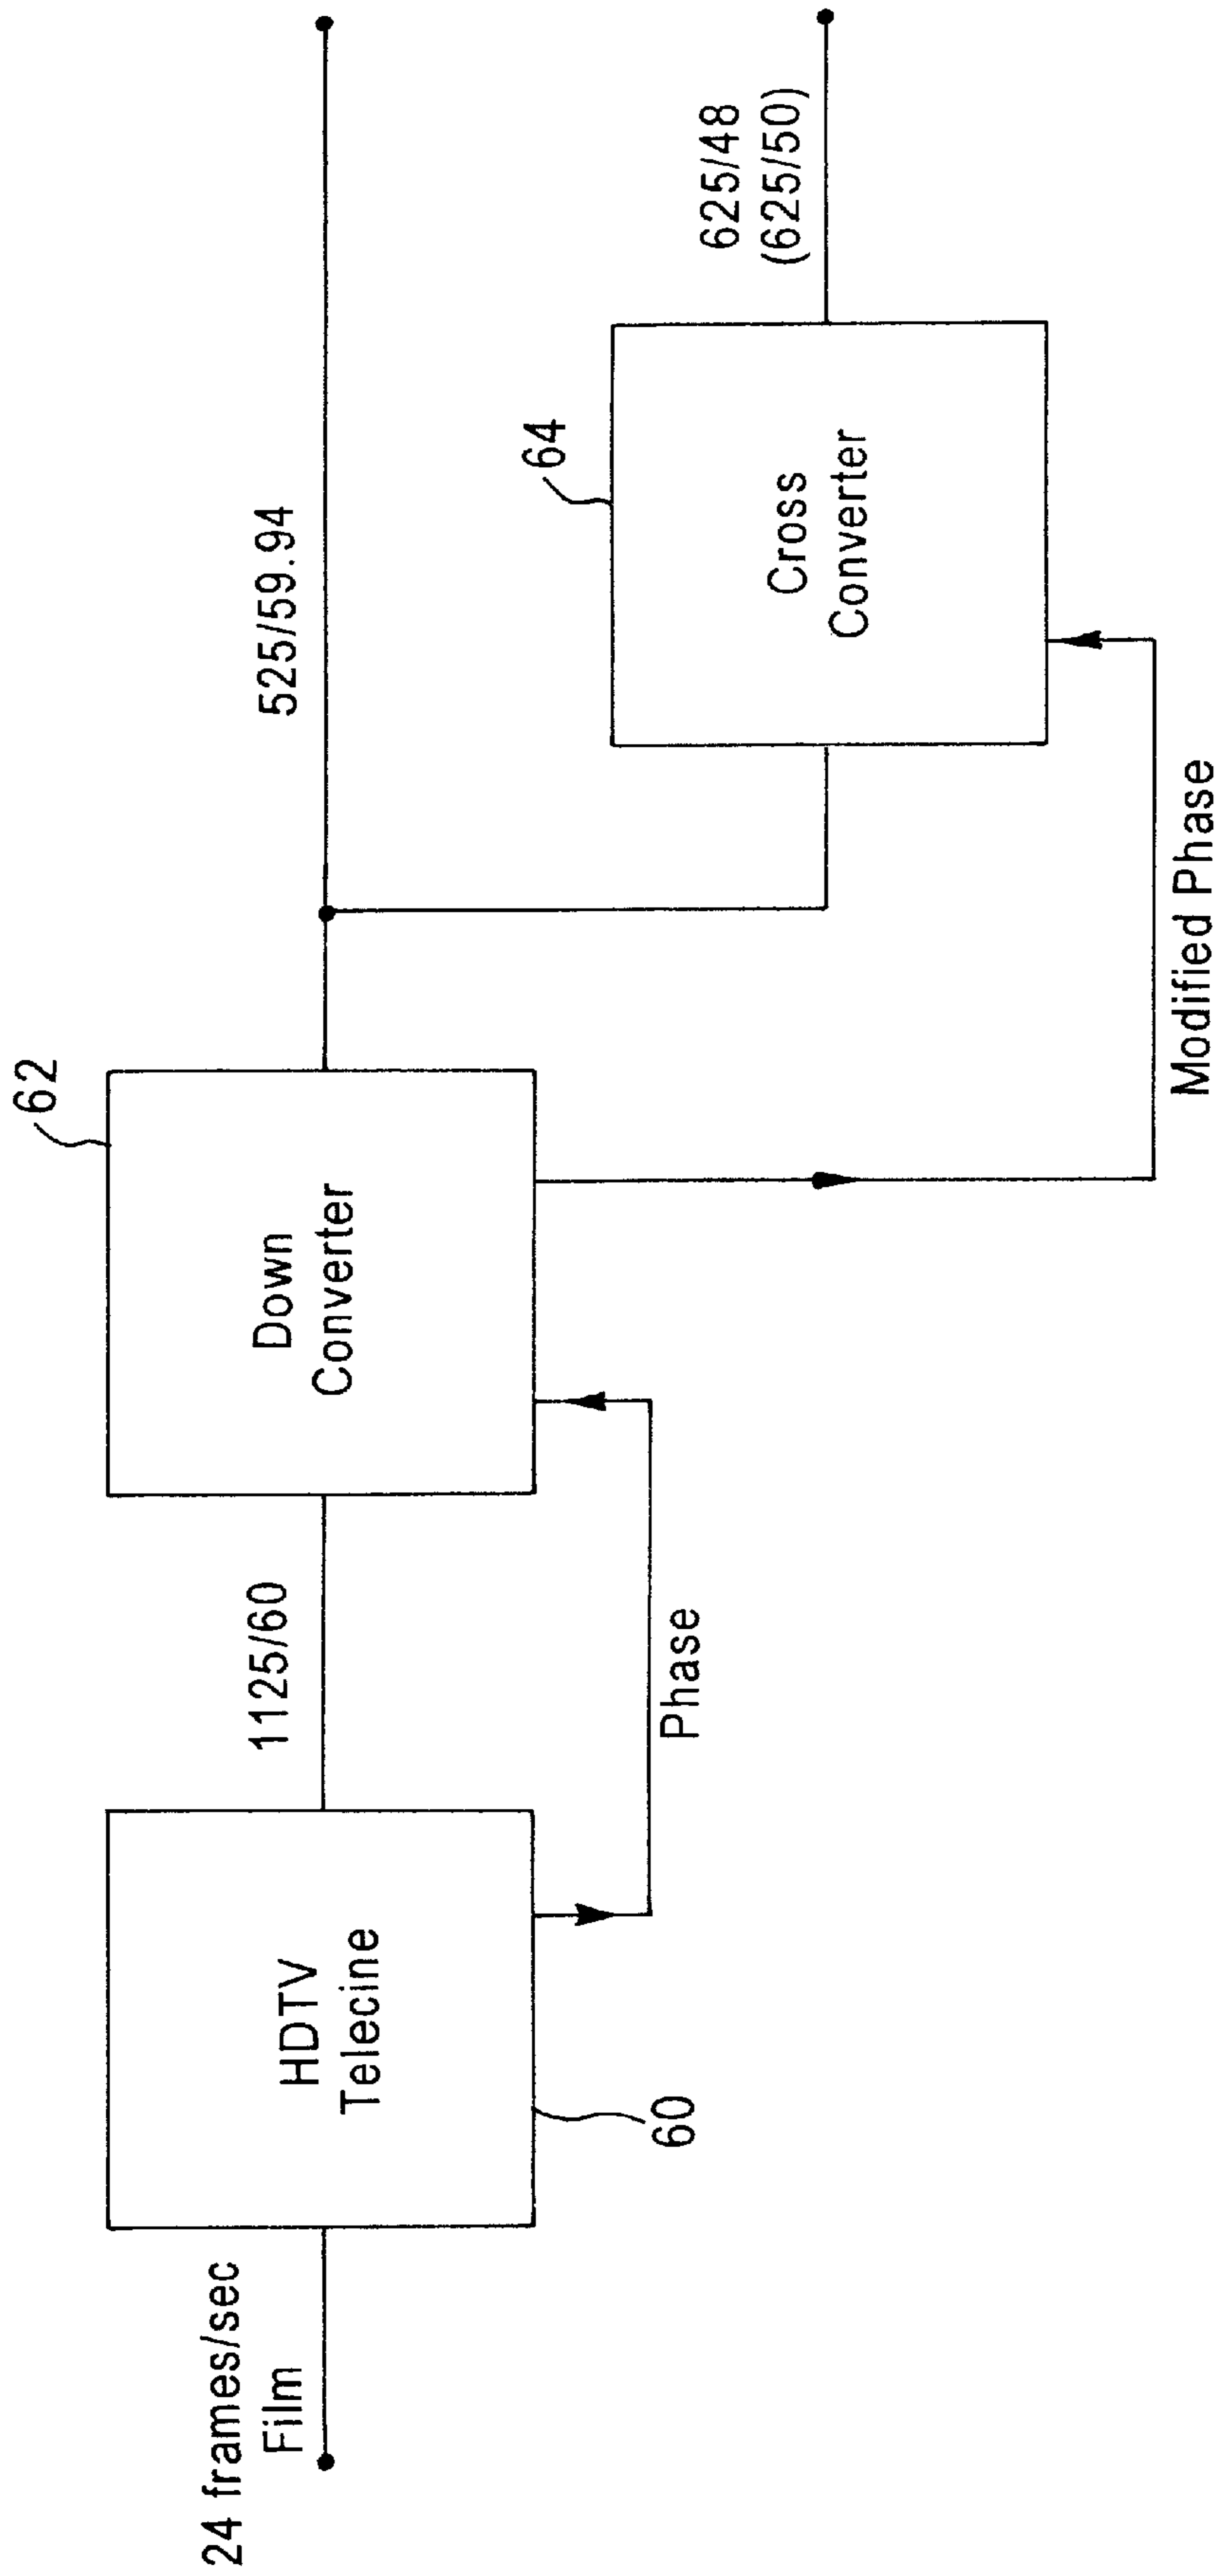 24 frames/sec
Film
HDTV
Telecine
60
1125/60
Phase
Down
Converter
62
525/59.94
Modified Phase
Cross
Converter
64
625/48
(625/50)